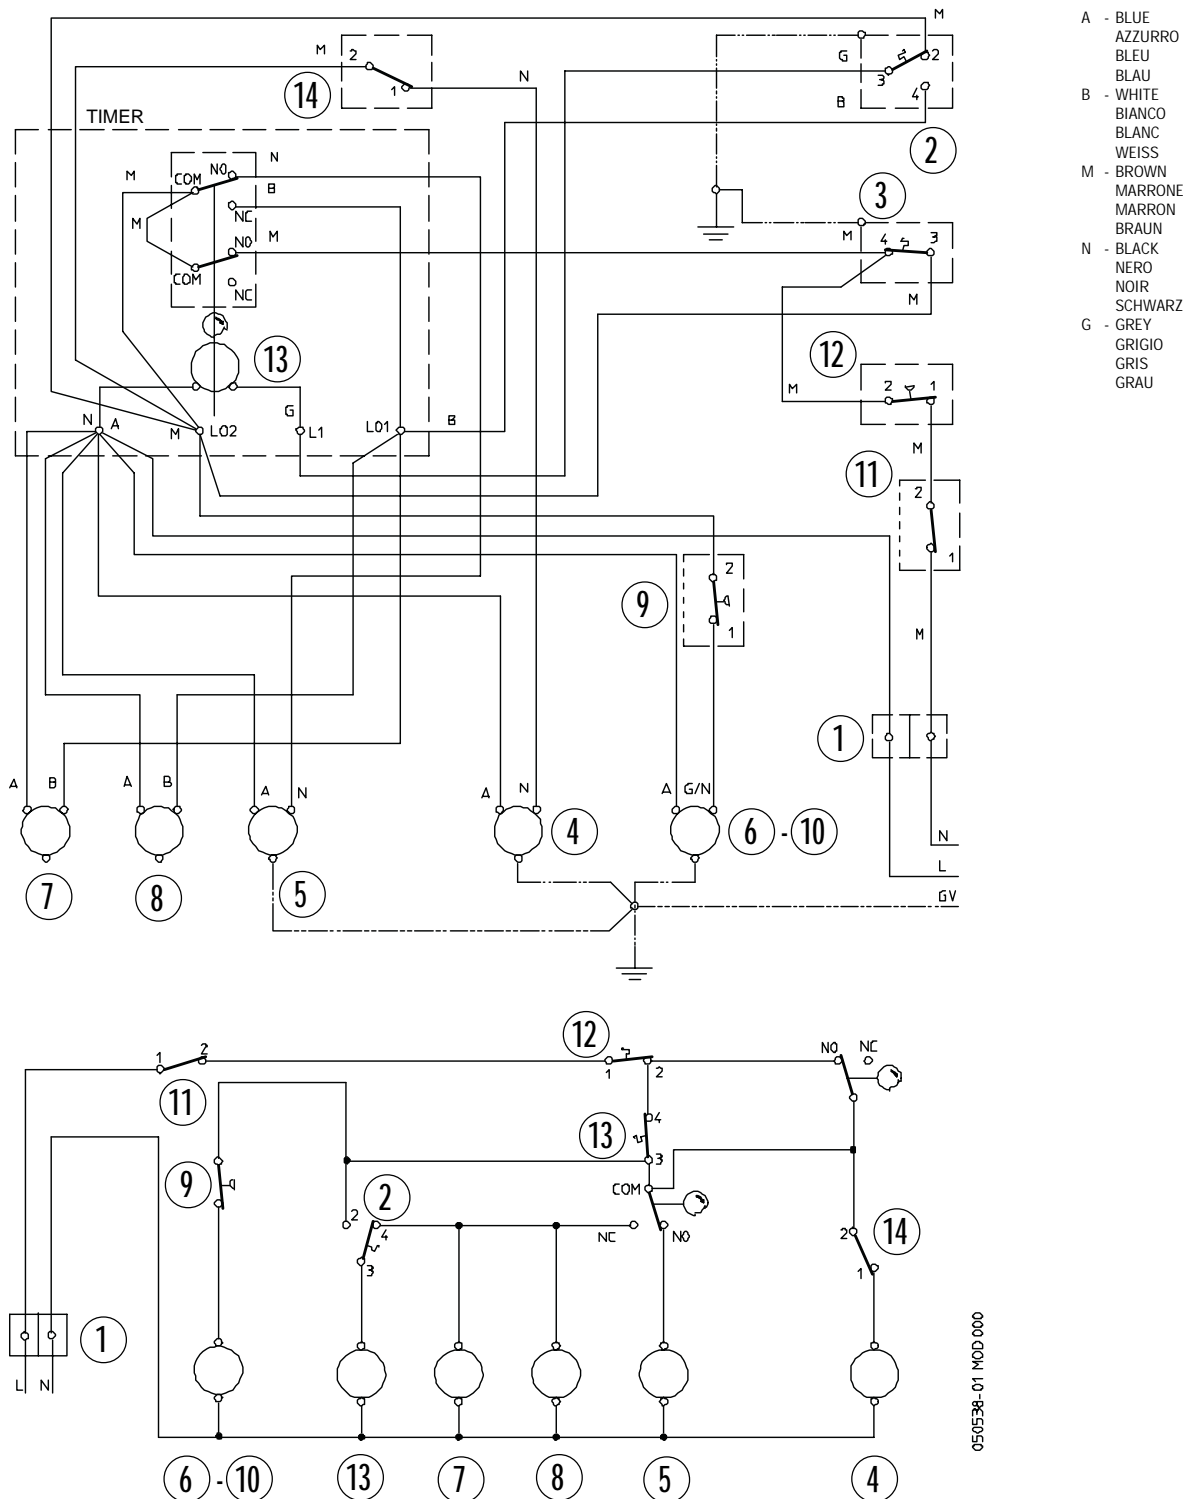 M
A - BLUE
AZZURRO
BLEU
BLAU
B - WHITE
BIANCO
BLANC
WEISS
M - BROWN
MARRONE
MARRON
BRAUN
N - BLACK
NERO
NOIR
SCHWARZ
G - GREY
GRIGIO
GRIS
GRAU
M 2 1 N
14
G 3 2 4
B
2
TIMER
N
M COM NO B
NC
M NO M
COM NC
3
M 4 3
M
13
12
M 2 1
G
N A M LO2 L1 LO1 B
M
11
2
1
9
2
1
M
1
A B A B A N A N A G/N
7 8 5 4 6 - 10
N
L
GV
12
1 2 1 2 NO NC
11
13
4
3
9
2
2 4
3
COM
NC NO
14
2
1
1
L N
6 - 10 13 7 8 5 4
050538-01 MOD 000